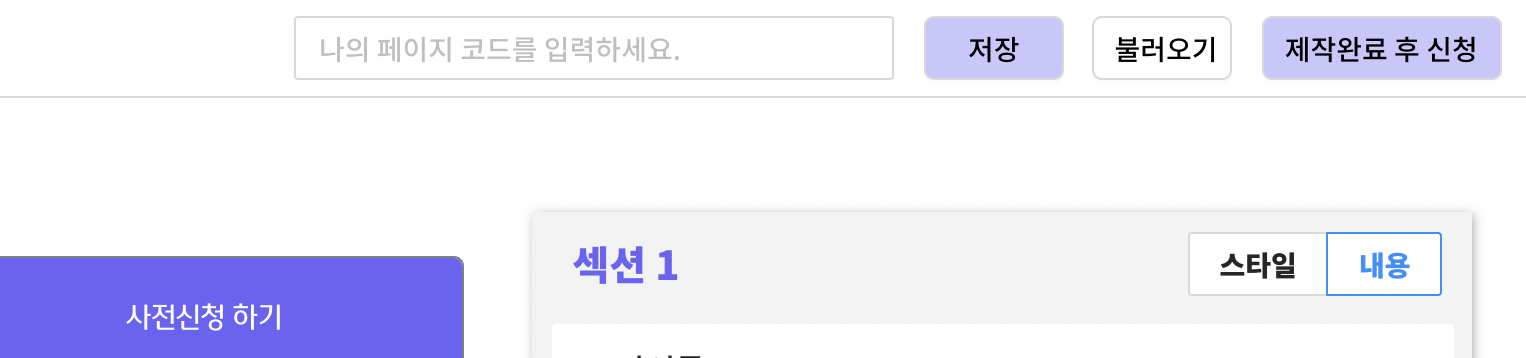 나의 페이지 코드를 입력하세요.
저장
불러오기
제작완료 후 신청
섹션 1
스타일
내용
사전신청 하기